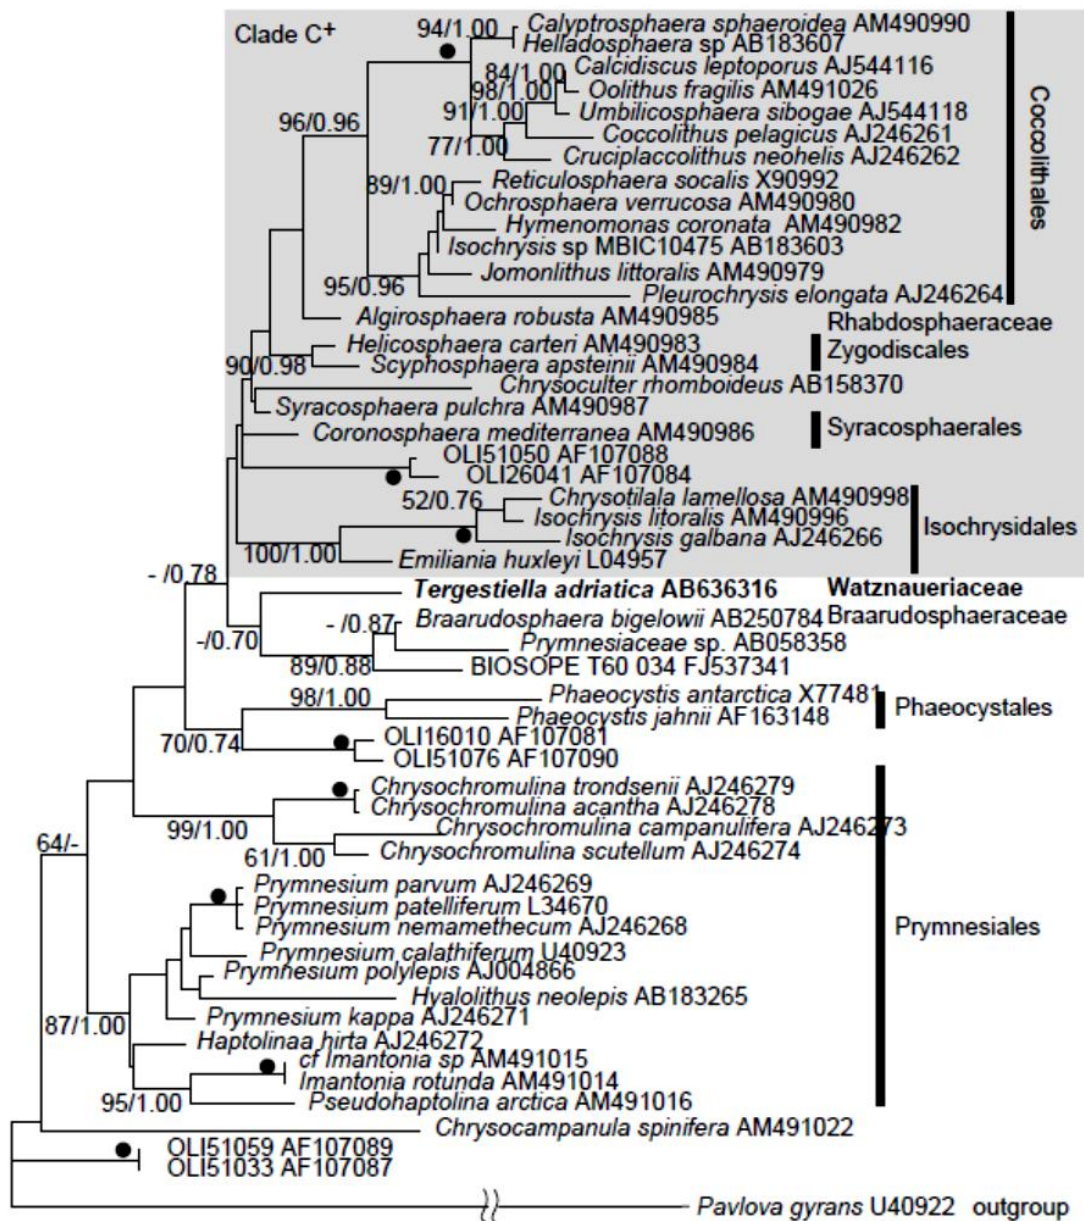 Clade C+
94/1.00
Calyptrosphaera sphaeroidea AM490990
Helladosphaera sp AB183607
84/1.00
Calcidiscus leptoporus AJ544116
98/1.00
Oolithus fragilis AM491026
91/1.00
Umbilicosphaera sibogae AJ544118
96/0.96
Coccolithus pelagicus AJ246261
77/1.00
Cruciplaccolithus neohelis AJ246262
Coccolithales
89/1.00
Reticulosphaera socalis X90992
Ochrosphaera verrucosa AM490980
Hymenomonas coronata AM490982
Isochrysis sp MBIC10475 AB183603
Jomonlithus littoralis AM490979
95/0.96
Pleurochrysis elongata AJ246264
Algirosphaera robusta AM490985
Rhabdosphaeraceae
Helicosphaera carteri AM490983
Zygodiscales
90/0.98
Scyphosphaera apsteinii AM490984
Chrysoculter rhomboideus AB158370
Syracosphaera pulchra AM490987
Syracosphaerales
Coronosphaera mediterranea AM490986
OLI51050 AF107088
OLI26041 AF107084
52/0.76
Chrysotilala lamellosa AM490998
Isochrysis litoralis AM490996
Isochrysidales
Isochrysis galbana AJ246266
100/1.00
Emiliania huxleyi L04957
- /0.78
Tergestiella adriatica AB636316
Watznaueriaceae
- /0.87
Braarudosphaera bigelowii AB250784
Braarudosphaeraceae
-/0.70
Prymnesiaceae sp. AB058358
89/0.88
BIOSOPE T60 034 FJ537341
98/1.00
Phaeocystis antarctica X77481
Phaeocystales
Phaeocystis jahnii AF163148
70/0.74
OLI16010 AF107081
OLI51076 AF107090
Chrysochromulina trondsenii AJ246279
Chrysochromulina acantha AJ246278
99/1.00
Chrysochromulina campanulifera AJ246273
64/-
61/1.00
Chrysochromulina scutellum AJ246274
Prymnesium parvum AJ246269
Prymnesium patelliferum L34670
Prymnesium nemamethecum AJ246268
Prymnesiales
Prymnesium calathiferum U40923
Prymnesium polylepis AJ004866
Hyalolithus neolepis AB183265
87/1.00
Prymnesium kappa AJ246271
Haptolinaa hirta AJ246272
cf Imantonia sp AM491015
Imantonia rotunda AM491014
95/1.00
Pseudohaptolina arctica AM491016
Chrysocampanula spinifera AM491022
OLI51059 AF107089
OLI51033 AF107087
Pavlova gyrans U40922 outgroup